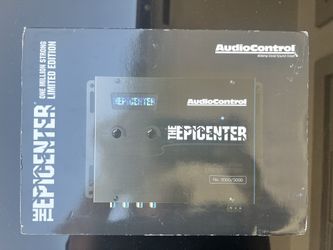 AudioControl
THE EPICENTER®
ONE MILLION STRONG
LIMITED EDITION
EPICENTER
AudioControl
THE EPICENTER